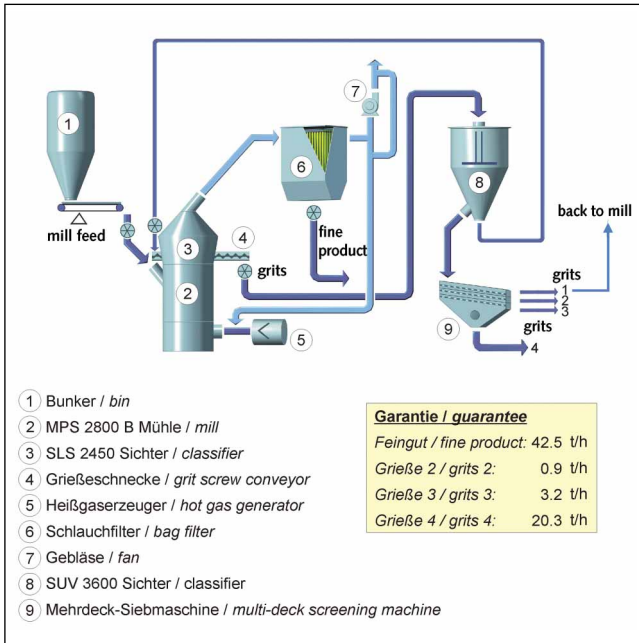 1
7
6
8
back to mill
mill feed
3
4
fine
product
grits
2
grits
1
2
3
grits
9
4
5
1 Bunker / bin
2 MPS 2800 B Mühle / mill
3 SLS 2450 Sichter / classifier
4 Grießeschnecke / grit screw conveyor
5 Heißgaserzeuger / hot gas generator
6 Schlauchfilter / bag filter
7 Gebläse / fan
8 SUV 3600 Sichter / classifier
9 Mehrdeck-Siebmaschine / multi-deck screening machine
Garantie / guarantee
Feingut / fine product: 42.5 t/h
Grieße 2 / grits 2: 0.9 t/h
Grieße 3 / grits 3: 3.2 t/h
Grieße 4 / grits 4: 20.3 t/h